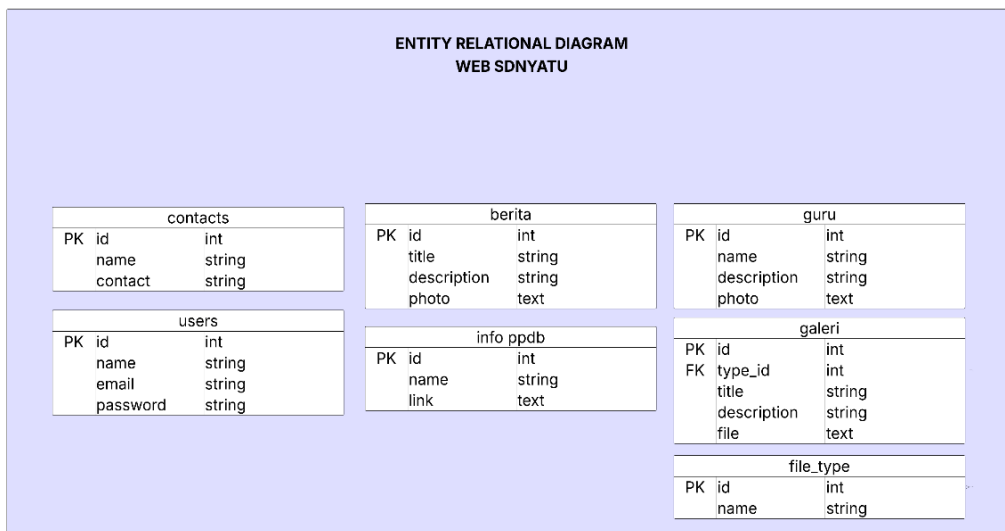 ENTITY RELATIONAL DIAGRAM
WEB SDNYATU
contacts
PK id int
name string
contact string
users
PK id int
name string
email string
password string
berita
PK id int
title string
description string
photo text
info ppdb
PK id int
name string
link text
guru
PK id int
name string
description string
photo text
galeri
PK id int
FK type_id int
title string
description string
file text
file_type
PK id int
name string